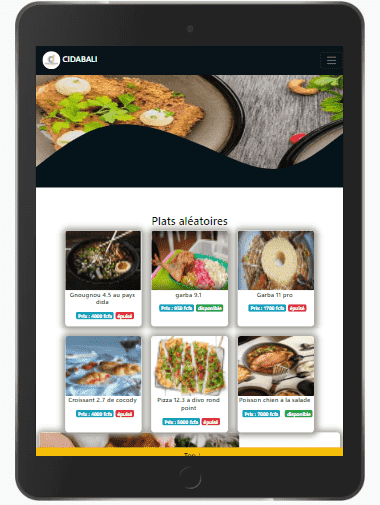 CIDABALI
Plats aléatoires
Gnougnou 4.5 au pays dida
Prix : 4000 fcfa épuisé
garba 9.1
Prix : 850 fcfa disponible
Garba 11 pro
Prix : 1700 fcfa épuisé
Croissant 2.7 de cocody
Prix : 4000 fcfa épuisé
Pizza 12.3 a divo rond point
Prix : 5000 fcfa épuisé
Poisson chien a la salade
Prix : 7000 fcfa disponible